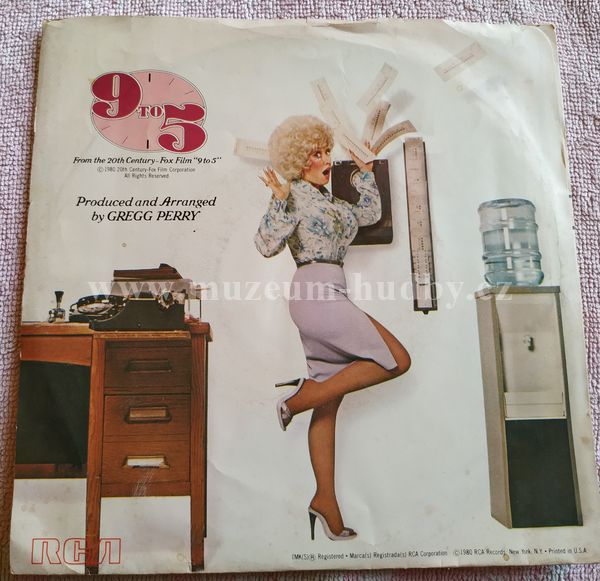 9 TO 5
From the 20th Century-Fox Film "9 to 5"
Ⓒ 1980 20th Century-Fox Film Corporation
All Rights Reserved
Produced and Arranged
by GREGG PERRY
www.muzeum-hudby.cz
RCA
TMK(S) ® Registered • Marca(s) Registrada(s) RCA Corporation Ⓒ 1980 RCA Records, New York, N.Y. • Printed in U.S.A.